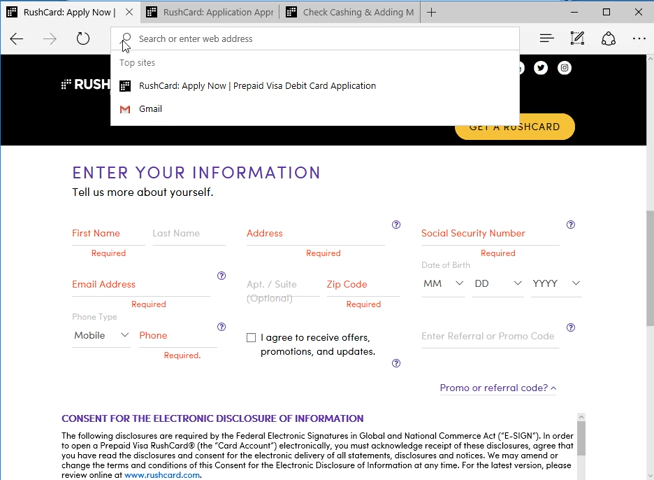 RushCard: Apply Now |
RushCard: Application Appr
Check Cashing & Adding M
Search or enter web address
Top sites
RushCard: Apply Now | Prepaid Visa Debit Card Application
Gmail
RUSH
GET A RUSHCARD
ENTER YOUR INFORMATION
Tell us more about yourself.
First Name
Last Name
Address
Social Security Number
Required
Required
Required
Date of Birth
Email Address
Apt. / Suite
(Optional)
Zip Code
MM
DD
YYYY
Required
Required
Phone Type
Mobile
Phone
I agree to receive offers,
promotions, and updates.
Enter Referral or Promo Code
Required.
Promo or referral code?
CONSENT FOR THE ELECTRONIC DISCLOSURE OF INFORMATION
The following disclosures are required by the Federal Electronic Signatures in Global and National Commerce Act ("E-SIGN"). In order
to open a Prepaid Visa RushCard® (the "Card Account") electronically, you must acknowledge receipt of these disclosures, agree that
you have read the disclosures and consent for the electronic delivery of all statements, disclosures and notices. We may amend or
change the terms and conditions of this Consent for the Electronic Disclosure of Information at any time. For the latest version, please
review online at www.rushcard.com.